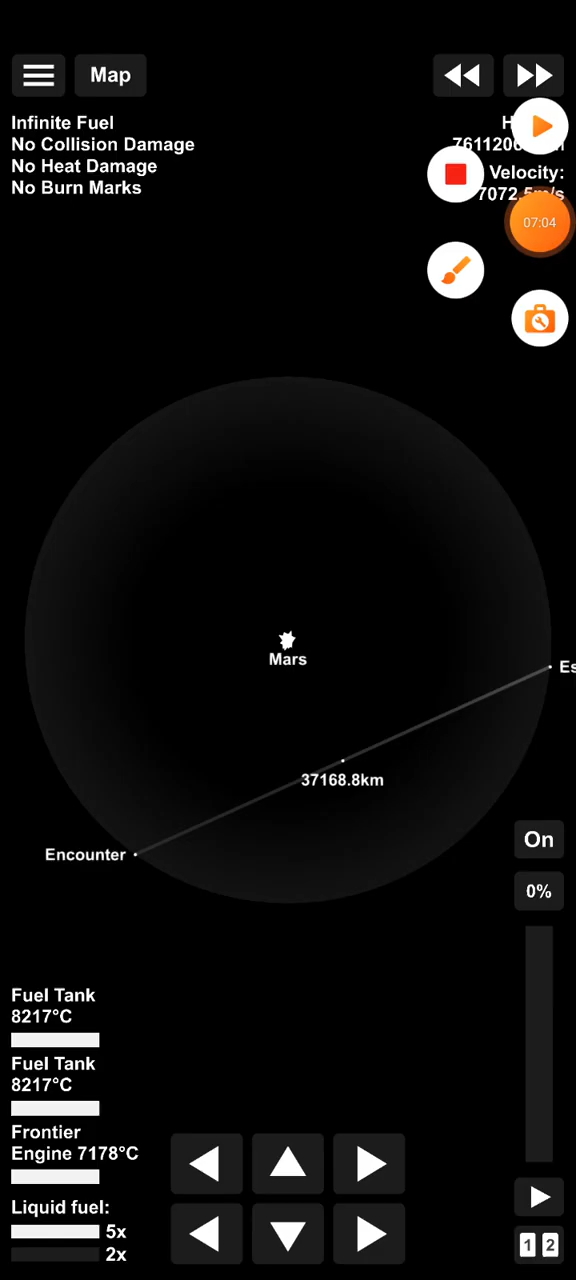 Map
Infinite Fuel
No Collision Damage
No Heat Damage
No Burn Marks
Velocity:
07:04
Mars
37168.8km
Encounter
On
0%
Fuel Tank
8217°C
Fuel Tank
8217°C
Frontier
Engine 7178°C
Liquid fuel:
5x
2x
1 2